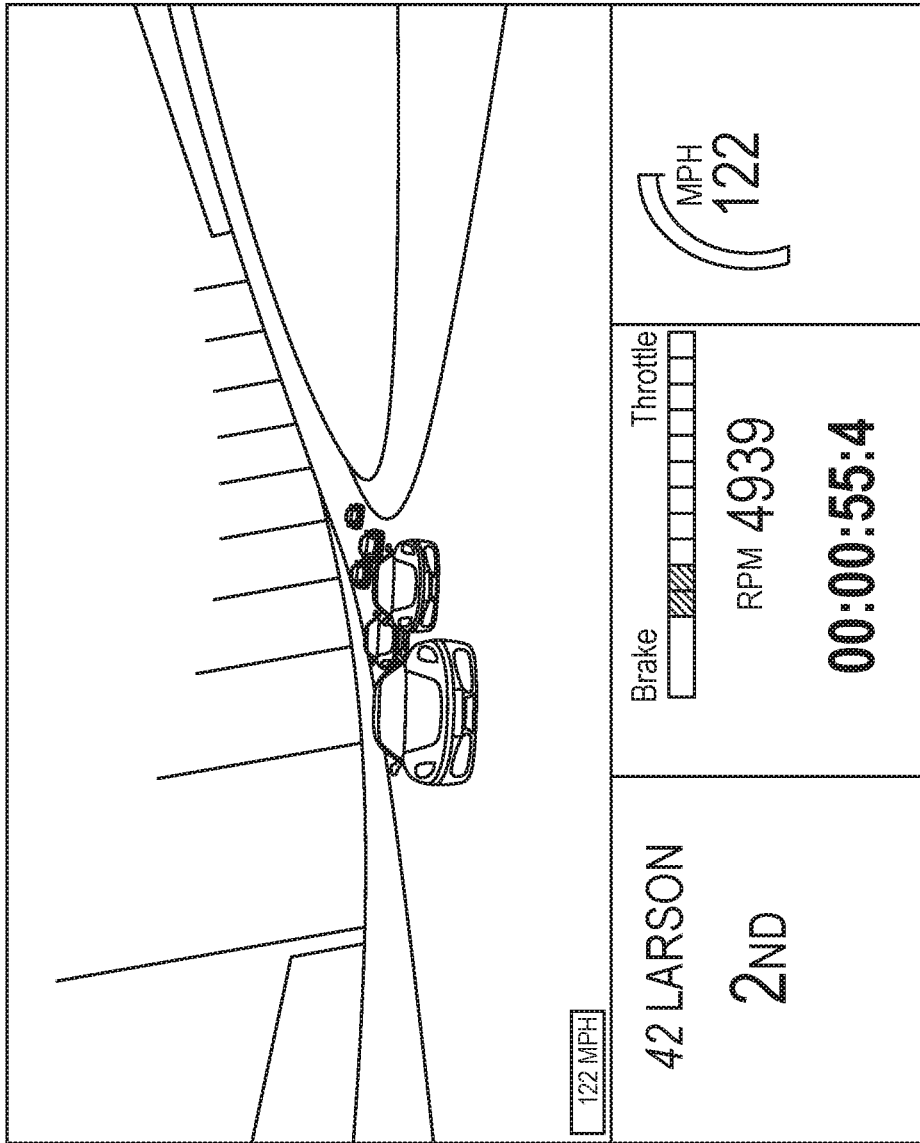 122 MPH
42 LARSON
2ND
Brake Throttle
RPM 4939
00:00:55:4
MPH
122